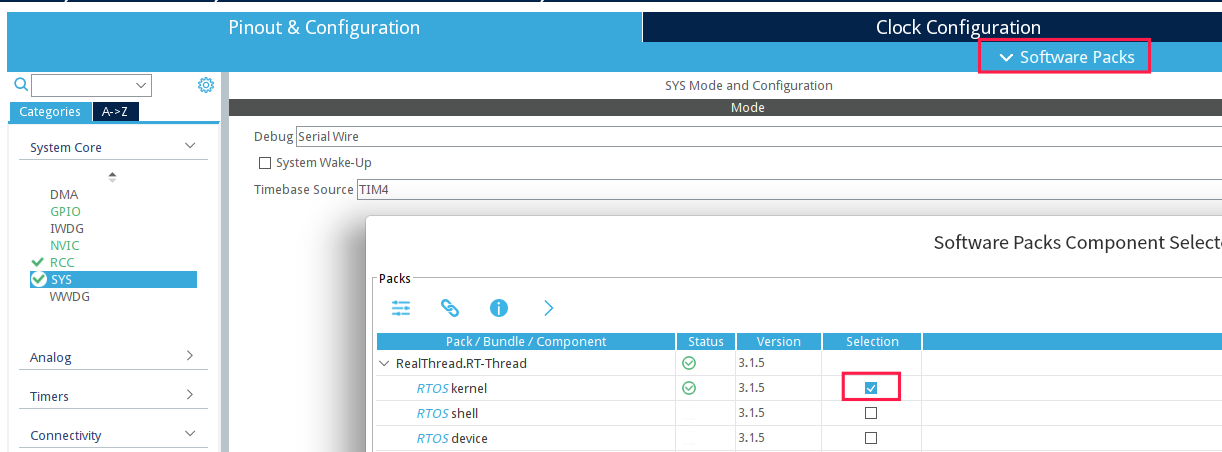 Pinout & Configuration
Clock Configuration
Software Packs
Categories
A->Z
System Core
DMA
GPIO
IWDG
NVIC
RCC
SYS
WWDG
Analog
Timers
Connectivity
SYS Mode and Configuration
Mode
Debug Serial Wire
System Wake-Up
Timebase Source TIM4
Software Packs Component Selecto
Packs
Pack / Bundle / Component Status Version Selection
RealThread.RT-Thread 3.1.5
RTOS kernel 3.1.5
RTOS shell 3.1.5
RTOS device 3.1.5